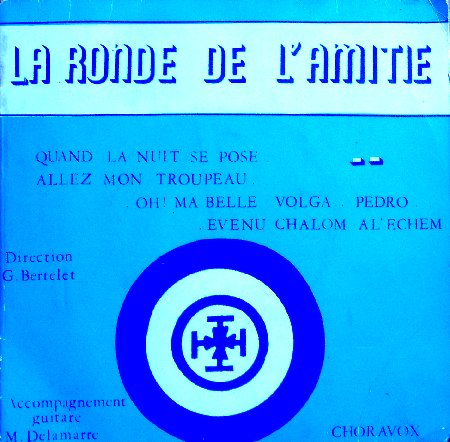 LA RONDE DE L'AMITIE
QUAND LA NUIT SE POSE
ALLEZ MON TROUPEAU.
. OH! MA BELLE VOLGA . PEDRO
. EVENU CHALOM AL'ECHEM
Direction
G. Bertelet
Accompagnement
guitare
M. Delamarre
CHORAVOX